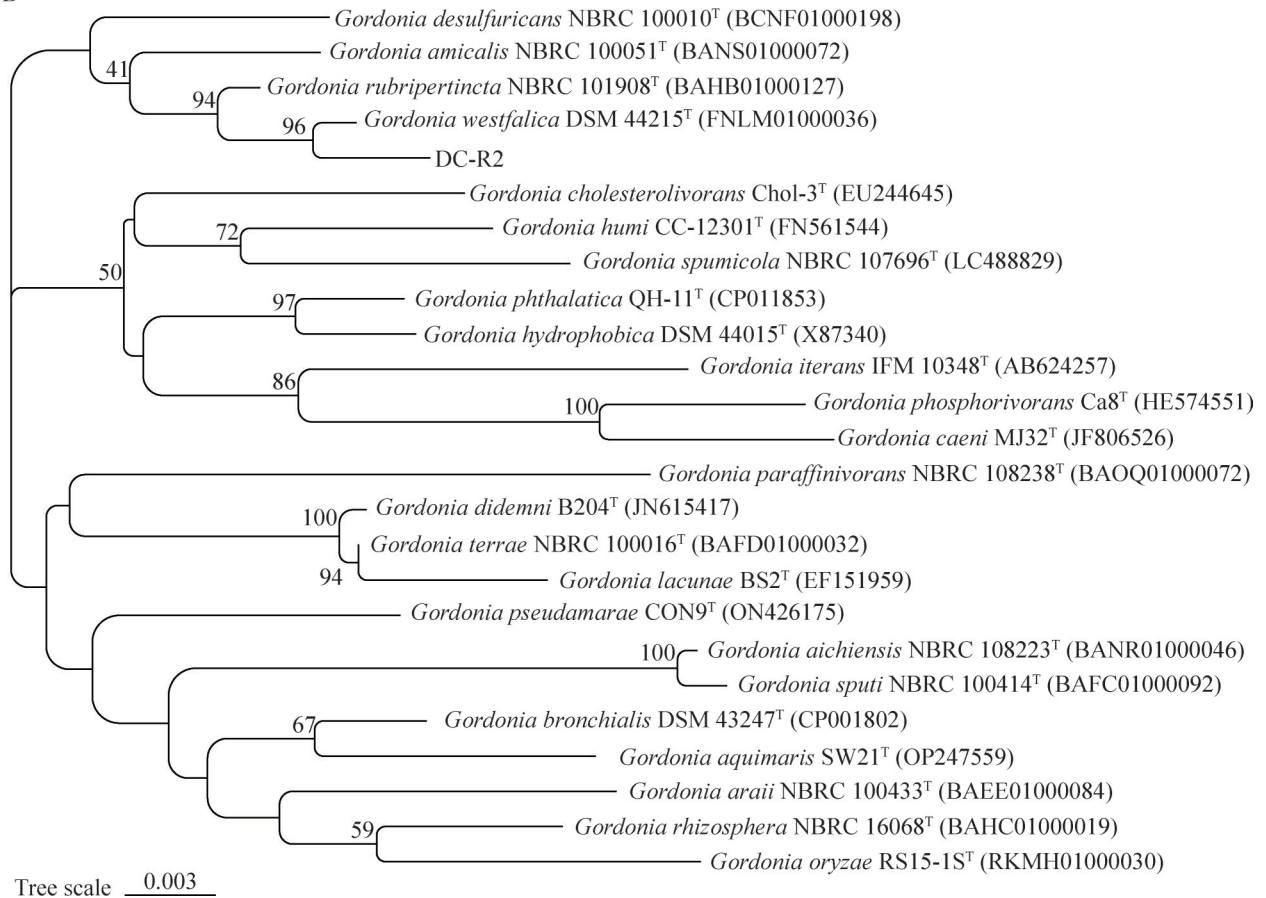 Gordonia desulfuricans NBRC 100010ᵀ (BCNF01000198)
Gordonia amicalis NBRC 100051ᵀ (BANS01000072)
41
Gordonia rubripertincta NBRC 101908ᵀ (BAHB01000127)
94
Gordonia westfalica DSM 44215ᵀ (FNLM01000036)
96
DC-R2
Gordonia cholesterolivorans Chol-3ᵀ (EU244645)
Gordonia humi CC-12301ᵀ (FN561544)
72
Gordonia spumicola NBRC 107696ᵀ (LC488829)
50
Gordonia phthalatica QH-11ᵀ (CP011853)
97
Gordonia hydrophobica DSM 44015ᵀ (X87340)
Gordonia iterans IFM 10348ᵀ (AB624257)
86
Gordonia phosphorivorans Ca8ᵀ (HE574551)
100
Gordonia caeni MJ32ᵀ (JF806526)
Gordonia paraffinivorans NBRC 108238ᵀ (BAOQ01000072)
Gordonia didemni B204ᵀ (JN615417)
100
Gordonia terrae NBRC 100016ᵀ (BAFD01000032)
94
Gordonia lacunae BS2ᵀ (EF151959)
Gordonia pseudamarae CON9ᵀ (ON426175)
100
Gordonia aichiensis NBRC 108223ᵀ (BANR01000046)
Gordonia sputi NBRC 100414ᵀ (BAFC01000092)
67
Gordonia bronchialis DSM 43247ᵀ (CP001802)
Gordonia aquimaris SW21ᵀ (OP247559)
Gordonia araii NBRC 100433ᵀ (BAEE01000084)
59
Gordonia rhizosphera NBRC 16068ᵀ (BAHC01000019)
Gordonia oryzae RS15-1Sᵀ (RKMH01000030)
Tree scale 0.003